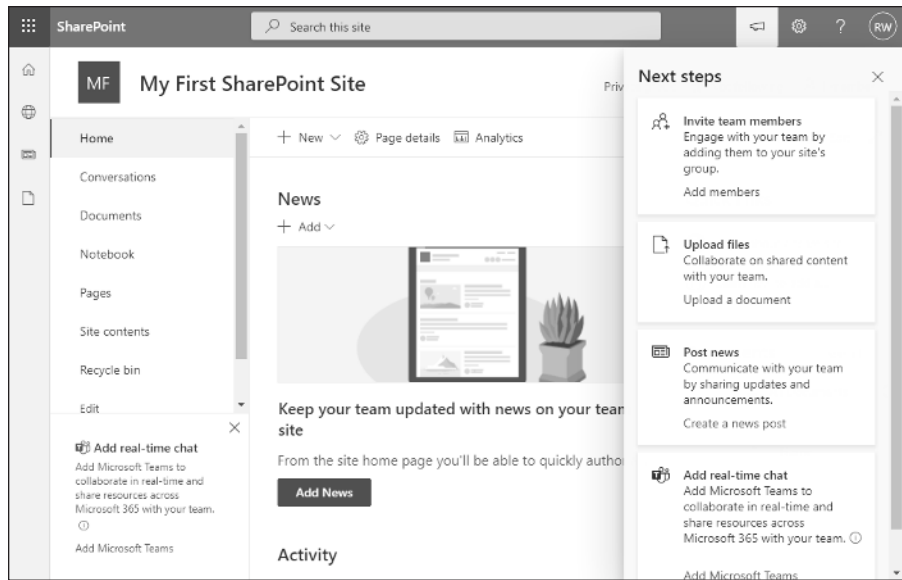 SharePoint
Search this site
?
RW
MF
My First SharePoint Site
Home
Conversations
Documents
Notebook
Pages
Site contents
Recycle bin
Edit
Add real-time chat
Add Microsoft Teams to
collaborate in real-time and
share resources across
Microsoft 365 with your team.
Add Microsoft Teams
+ New
Page details
Analytics
News
+ Add
Keep your team updated with news on your
site
From the site home page you'll be able to quickly
Add News
Activity
Next steps
Invite team members
Engage with your team by
adding them to your site's
group.
Add members
Upload files
Collaborate on shared content
with your team.
Upload a document
Post news
Communicate with your team
by sharing updates and
announcements.
Create a news post
Add real-time chat
Add Microsoft Teams to
collaborate in real-time and
share resources across
Microsoft 365 with your team.
Add Microsoft Teams